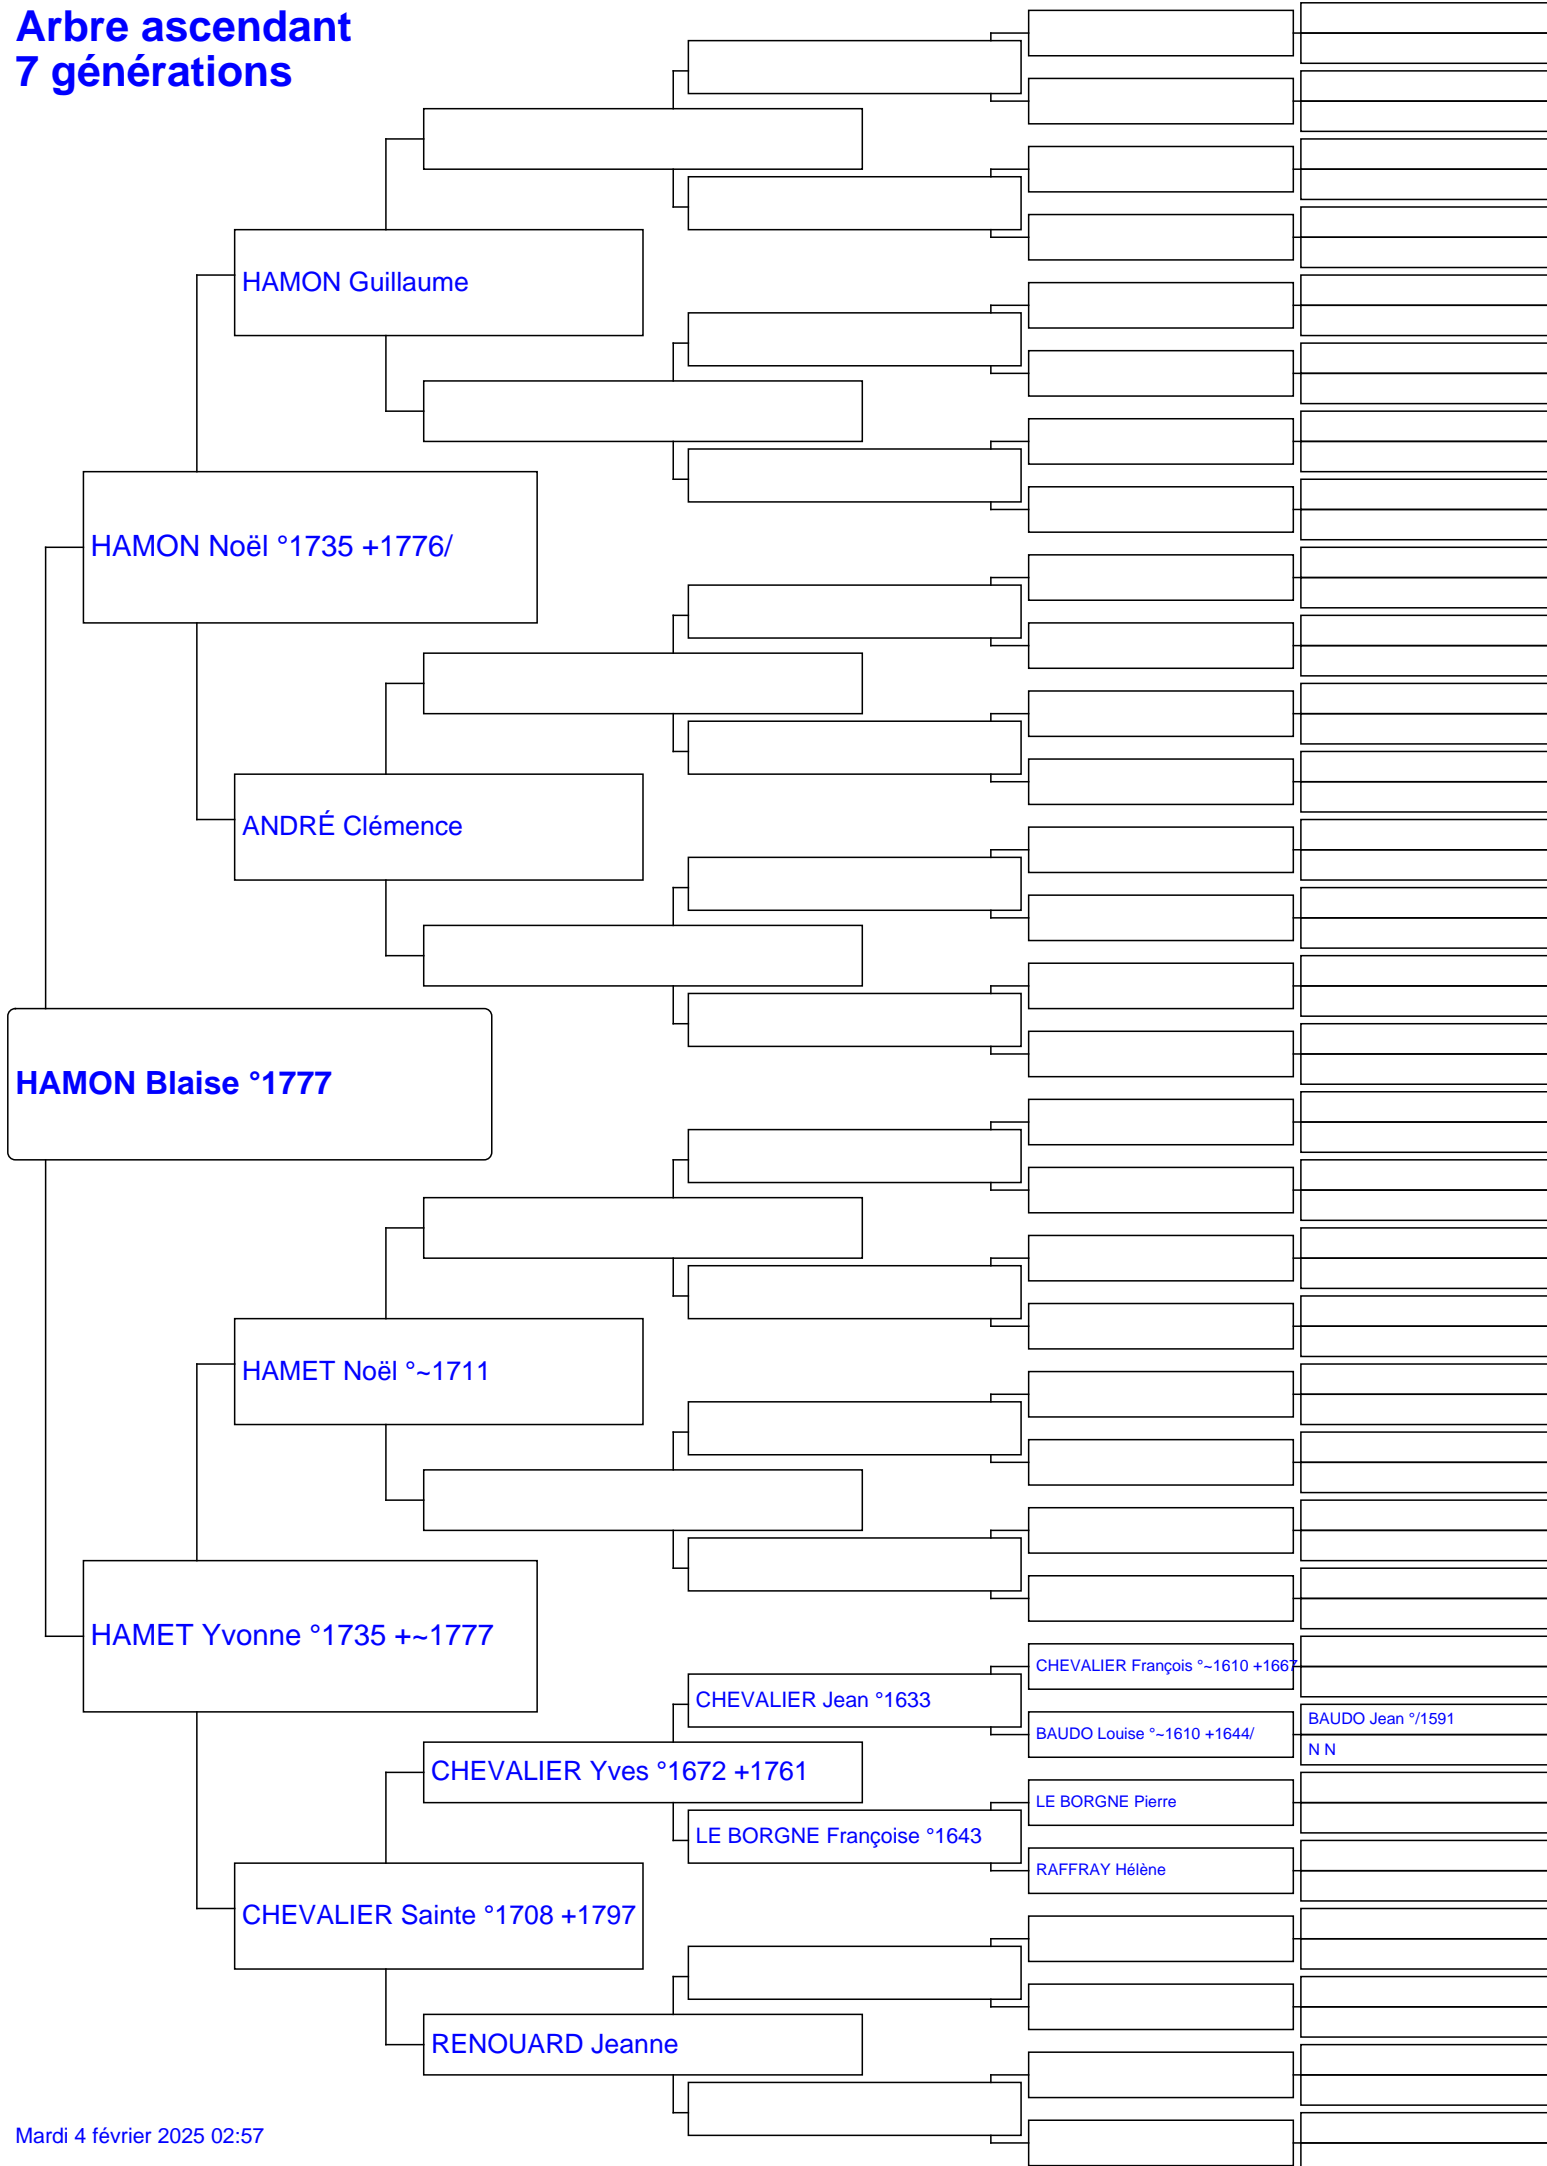 Arbre ascendant
7 générations
HAMON Guillaume
HAMON Noël °1735 +1776/
ANDRÉ Clémence
HAMON Blaise °1777
HAMET Noël °~1711
HAMET Yvonne °1735 +~1777
CHEVALIER François °~1610 +1667
CHEVALIER Jean °1633
BAUDO Jean °/1591
BAUDO Louise °~1610 +1644/
N N
CHEVALIER Yves °1672 +1761
LE BORGNE Pierre
LE BORGNE Françoise °1643
RAFFRAY Hélène
CHEVALIER Sainte °1708 +1797
RENOUARD Jeanne
Mardi 4 février 2025 02:57